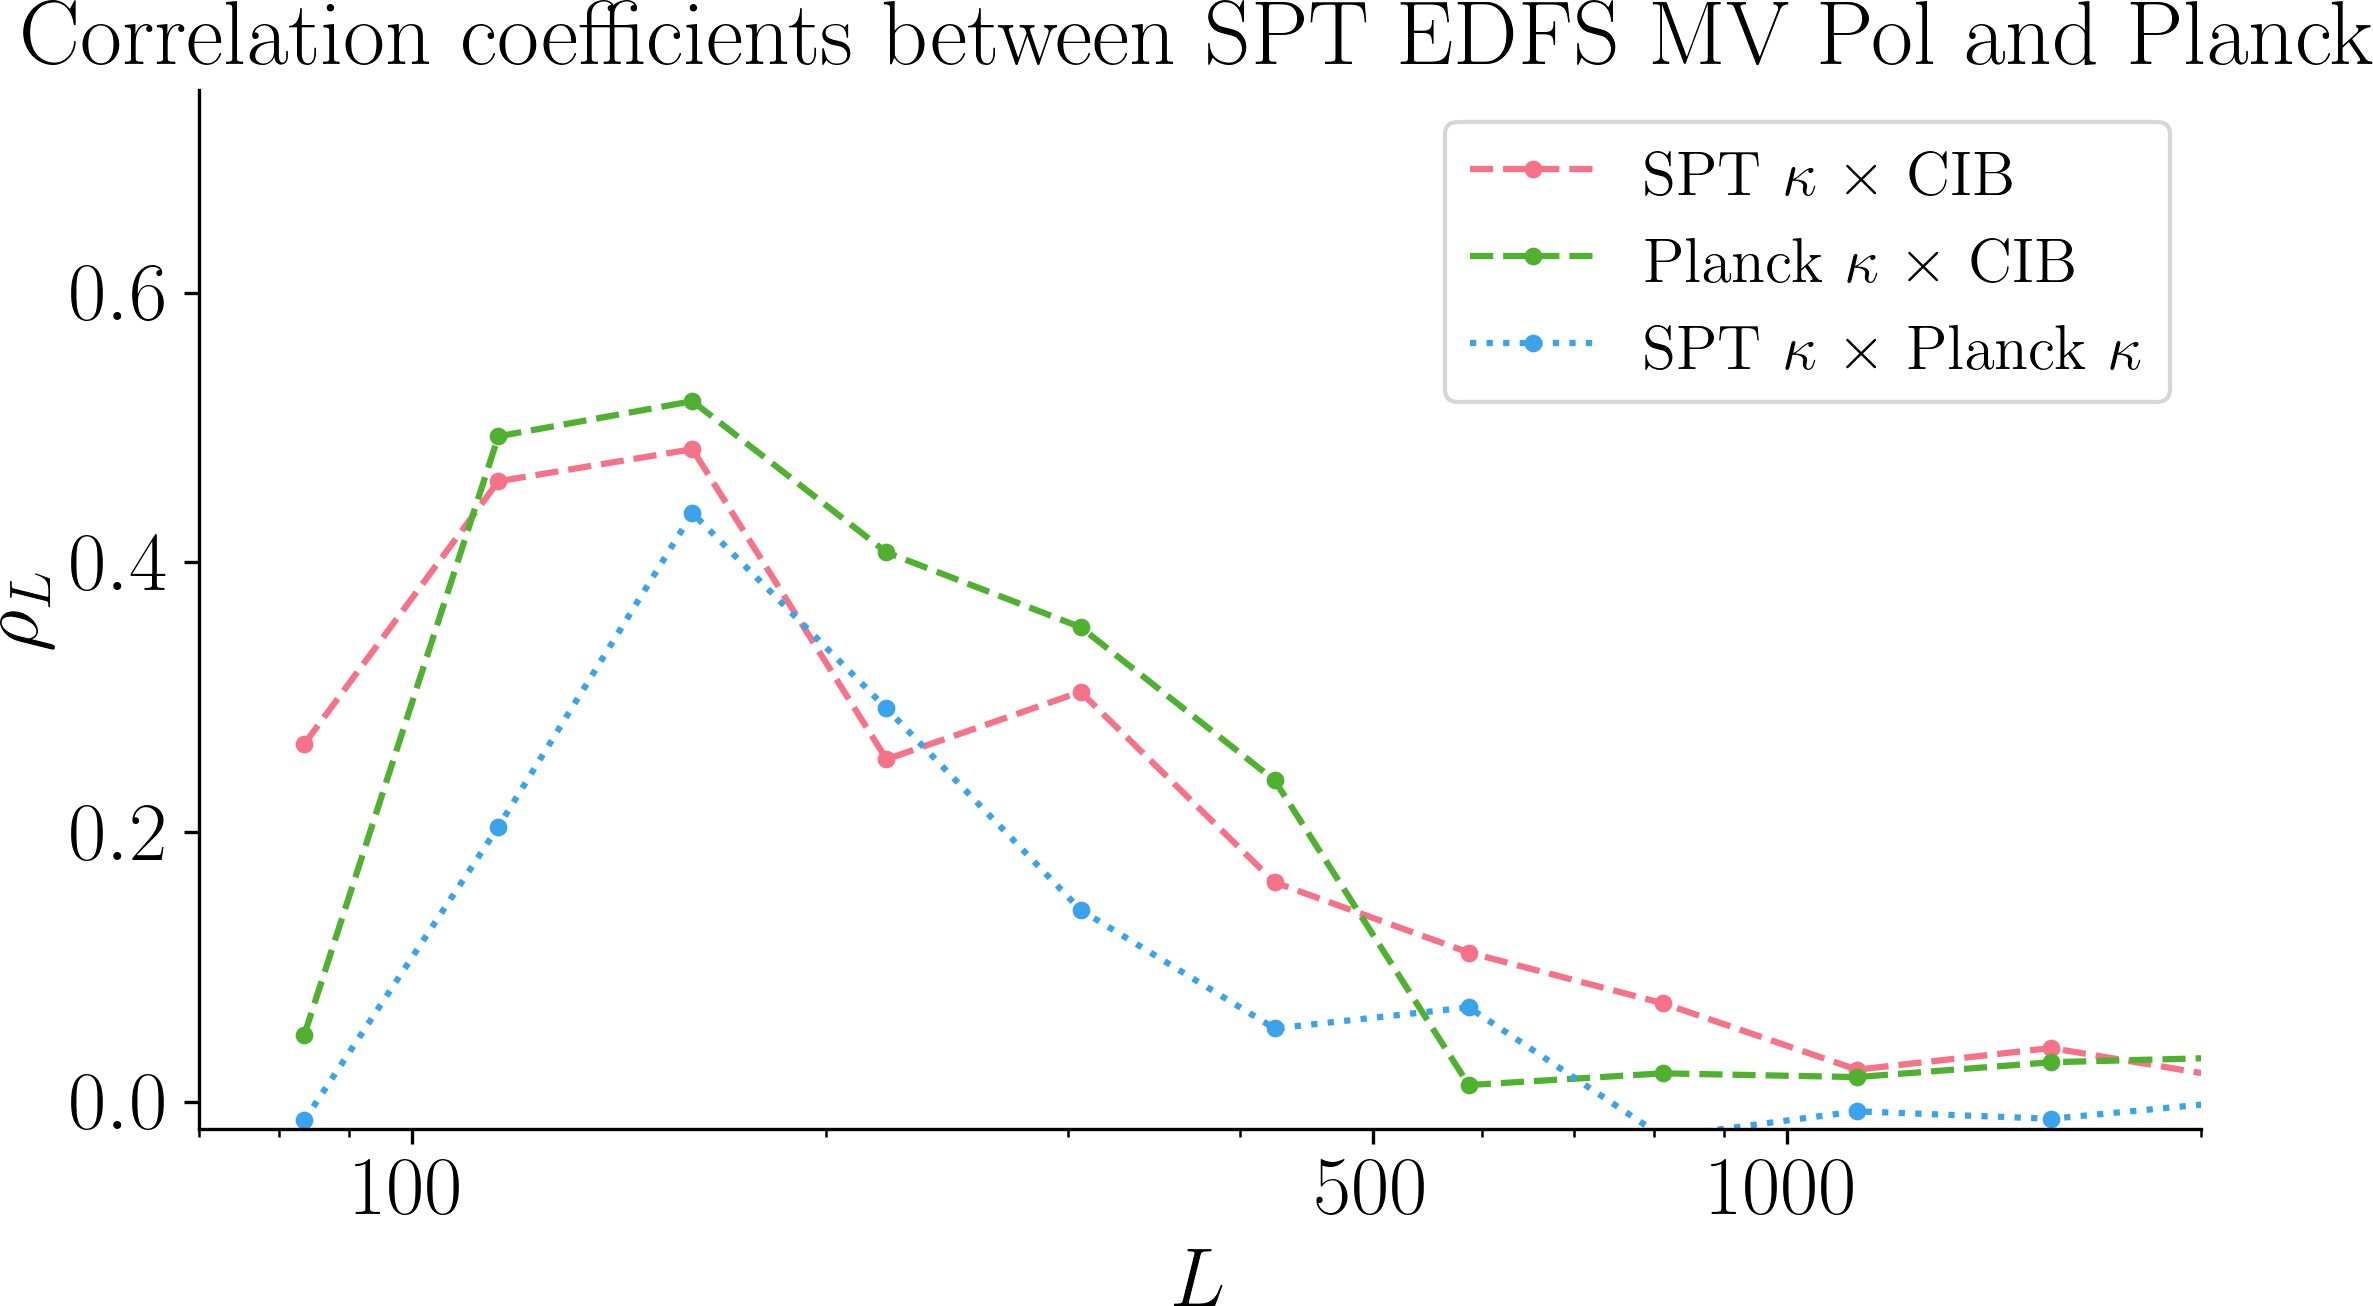 Correlation coefficients between SPT EDFS MV Pol and Planck
SPT κ × CIB
Planck κ × CIB
SPT κ × Planck κ
0.6
0.4
0.2
0.0
ρ_L
100 500 1000
L